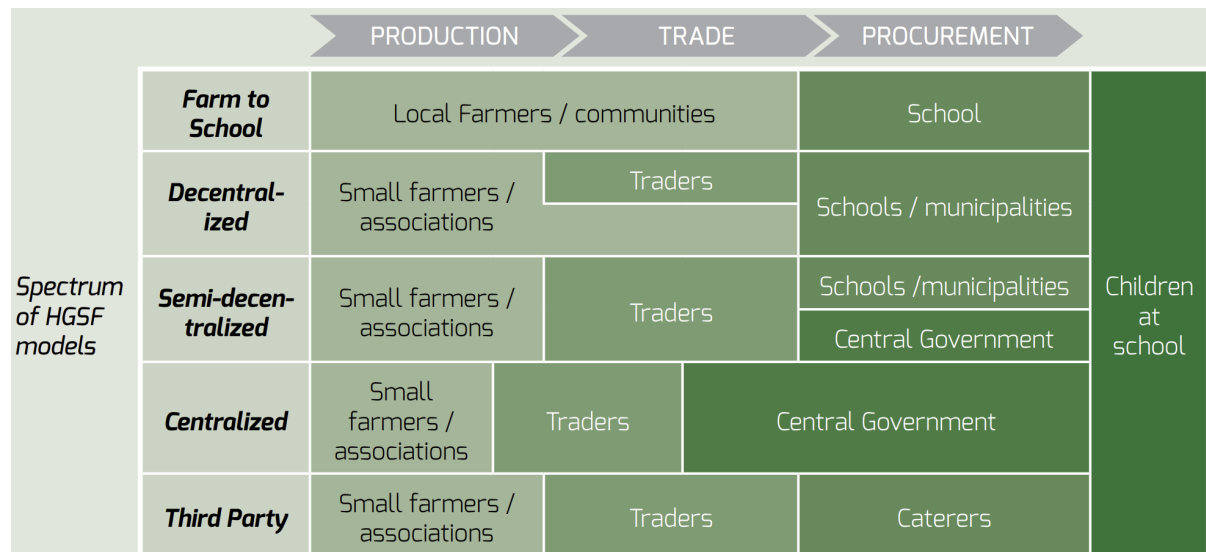 PRODUCTION
TRADE
PROCUREMENT
Spectrum
of HGSF
models
Farm to
School
Local Farmers / communities
School
Decentral-
ized
Small farmers /
associations
Traders
Schools / municipalities
Semi-decen-
tralized
Small farmers /
associations
Traders
Schools /municipalities
Central Government
Centralized
Small
farmers /
associations
Traders
Central Government
Third Party
Small farmers /
associations
Traders
Caterers
Children
at
school